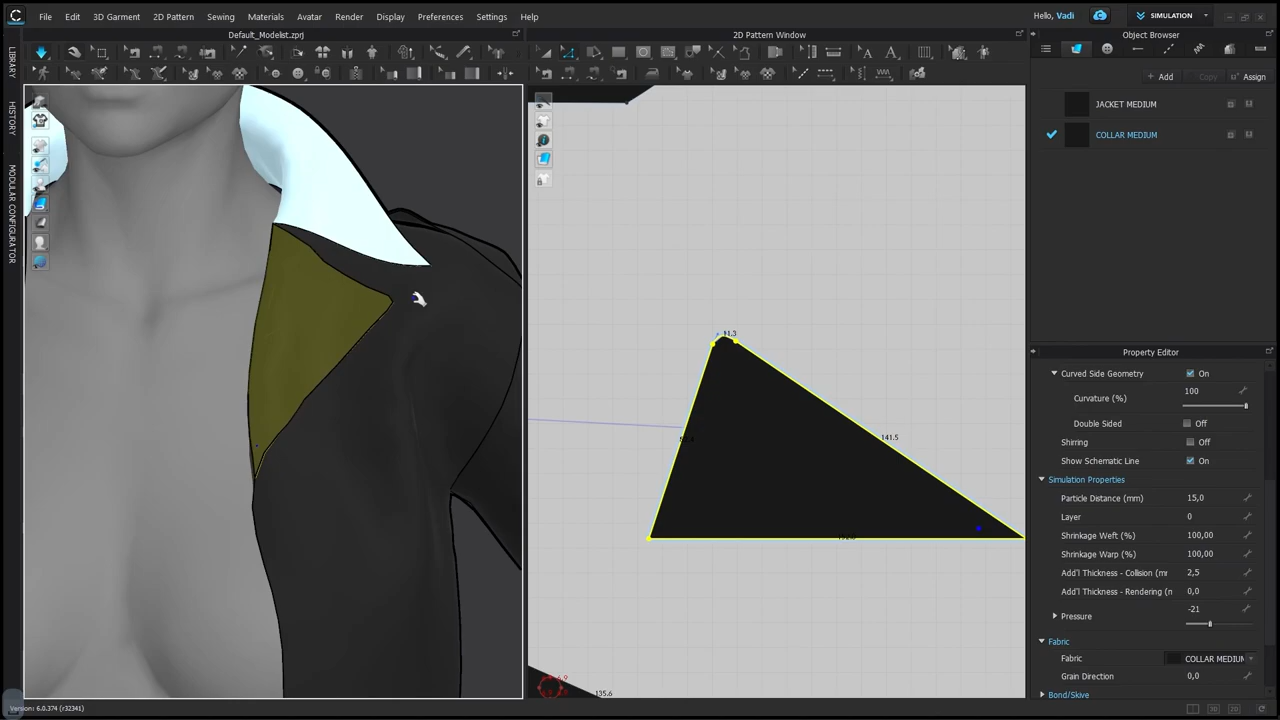 File Edit 3D Garment 2D Pattern Sewing Materials Avatar Render Display Preferences Settings Help
Hello, Vadi
SIMULATION
Default_Modelist.zprj
2D Pattern Window
Object Browser
LIBRARY
HISTORY
MODULAR CONFIGURATOR
Add
Copy
Assign
JACKET MEDIUM
COLLAR MEDIUM
11.3
141.5
135.6
Property Editor
Curved Side Geometry On
Curvature (%) 100
Double Sided Off
Shirring Off
Show Schematic Line On
Simulation Properties
Particle Distance (mm) 15,0
Layer 0
Shrinkage Weft (%) 100,00
Shrinkage Warp (%) 100,00
Add'l Thickness - Collision (m 2,5
Add'l Thickness - Rendering (n 0,0
Pressure -21
Fabric
Fabric COLLAR MEDIUM
Grain Direction 0,0
Bond/Skive
Version: 6.0.374 (r32341)